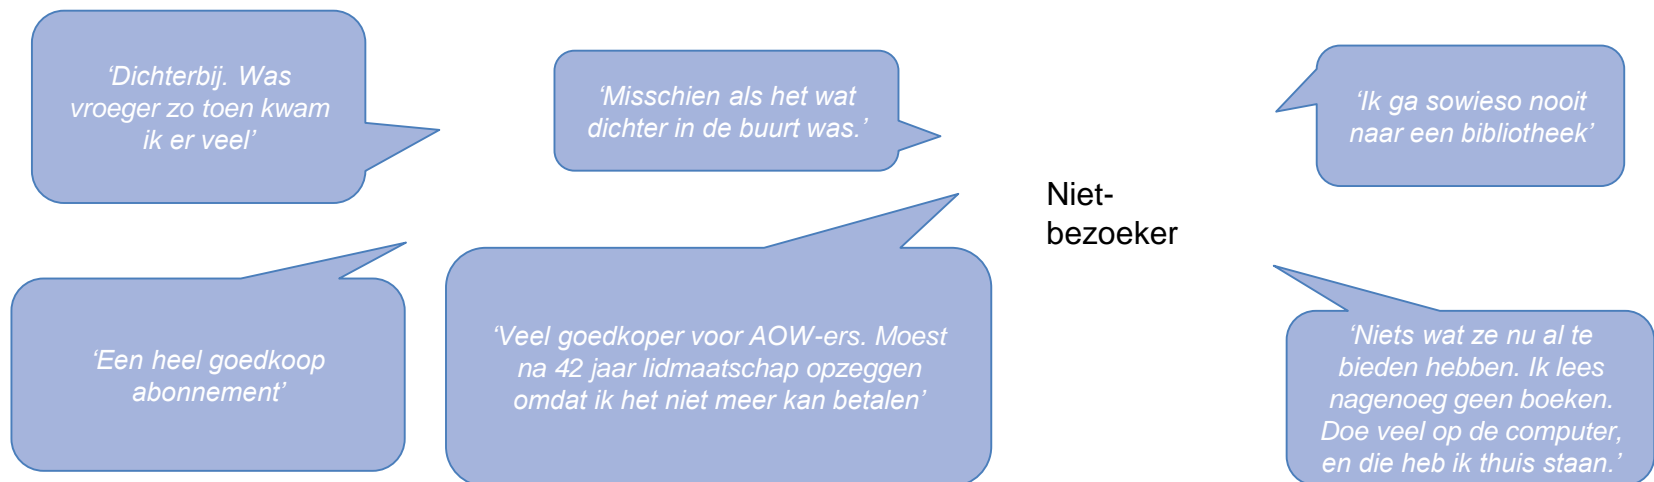 ‘Dichterbij. Was
vroeger zo toen kwam
ik er veel’
‘Misschien als het wat
dichter in de buurt was.’
‘Ik ga sowieso nooit
naar een bibliotheek’
Niet-
bezoeker
‘Een heel goedkoop
abonnement’
‘Veel goedkoper voor AOW-ers. Moest
na 42 jaar lidmaatschap opzeggen
omdat ik het niet meer kan betalen’
‘Niets wat ze nu al te
bieden hebben. Ik lees
nagenoeg geen boeken.
Doe veel op de computer,
en die heb ik thuis staan.’